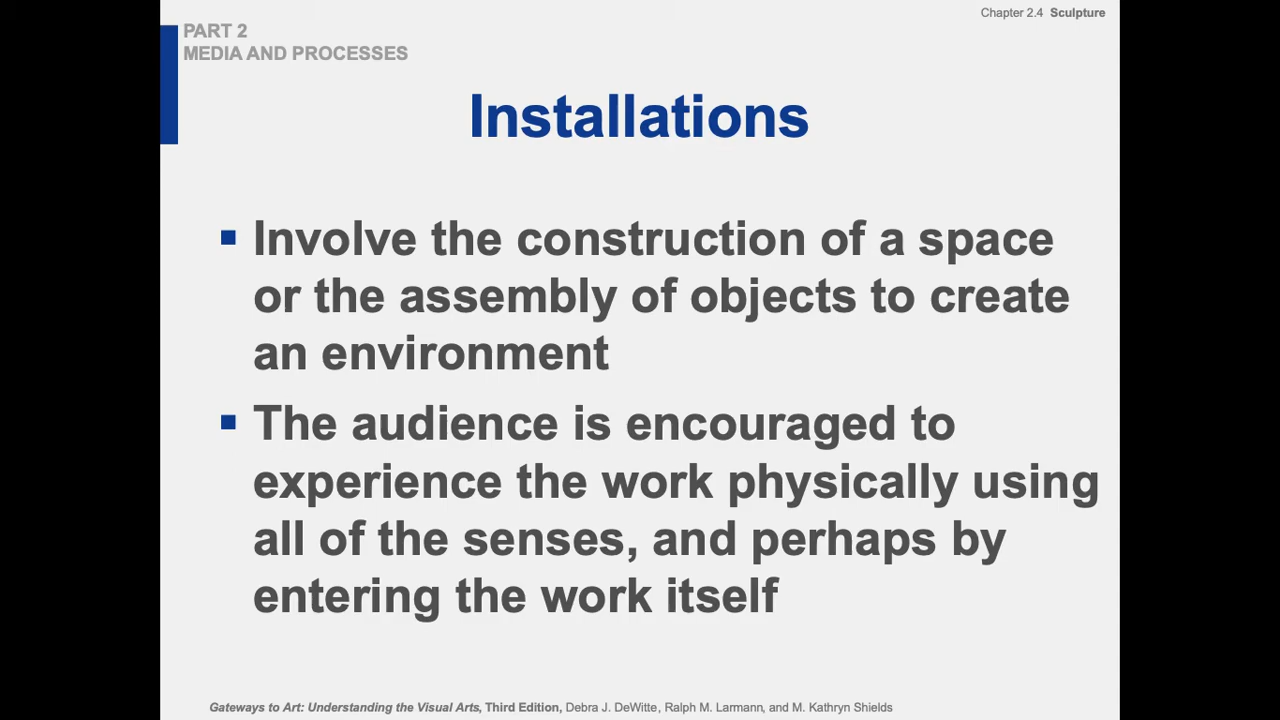 Chapter 2.4 Sculpture
PART 2
MEDIA AND PROCESSES
Installations
▪ Involve the construction of a space
or the assembly of objects to create
an environment
▪ The audience is encouraged to
experience the work physically using
all of the senses, and perhaps by
entering the work itself
Gateways to Art: Understanding the Visual Arts, Third Edition, Debra J. DeWitte, Ralph M. Larmann, and M. Kathryn Shields